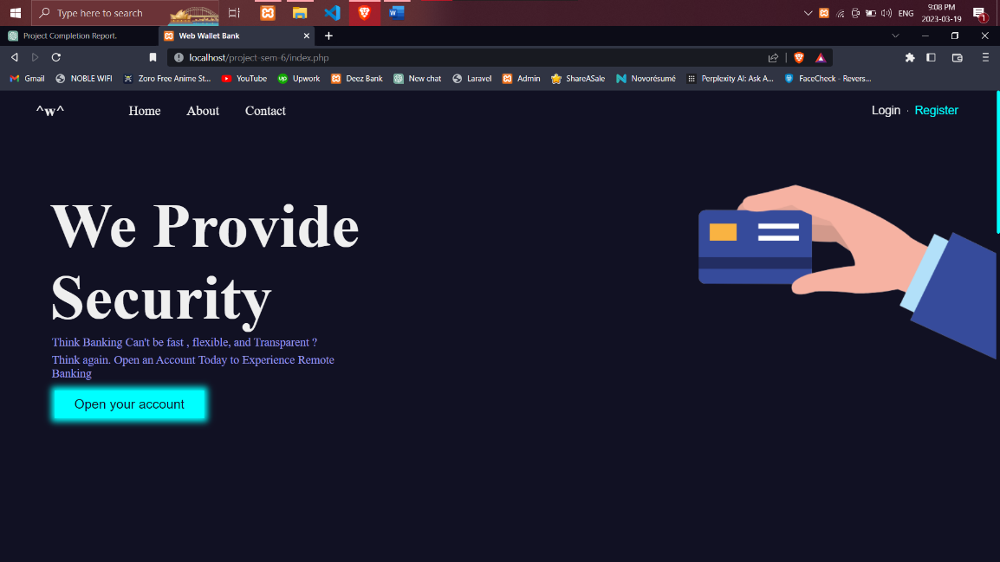 Type here to search
ENG
9:08 PM
2023-03-19
1
Project Completion Report.
Web Wallet Bank
localhost/project-sem-6/index.php
Gmail
NOBLE WIFI
Zoro Free Anime St...
YouTube
Upwork
Deez Bank
New chat
Laravel
Admin
ShareASale
Novorésumé
Perplexity AI: Ask A...
FaceCheck - Revers...
^w^
Home
About
Contact
Login · Register
We Provide
Security
Think Banking Can't be fast , flexible, and Transparent ?
Think again. Open an Account Today to Experience Remote
Banking
Open your account